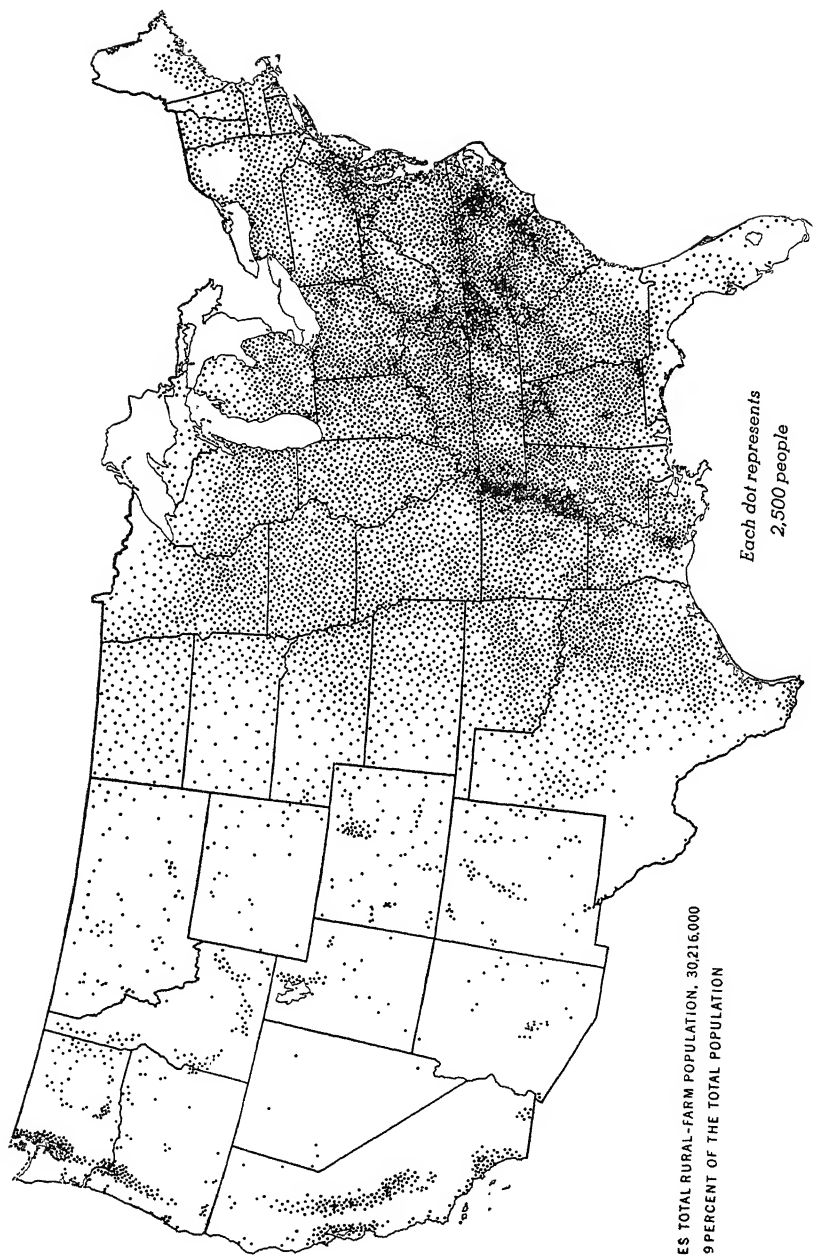 Each dot represents
2,500 people
ES TOTAL RURAL-FARM POPULATION, 30,216,000
9 PERCENT OF THE TOTAL POPULATION